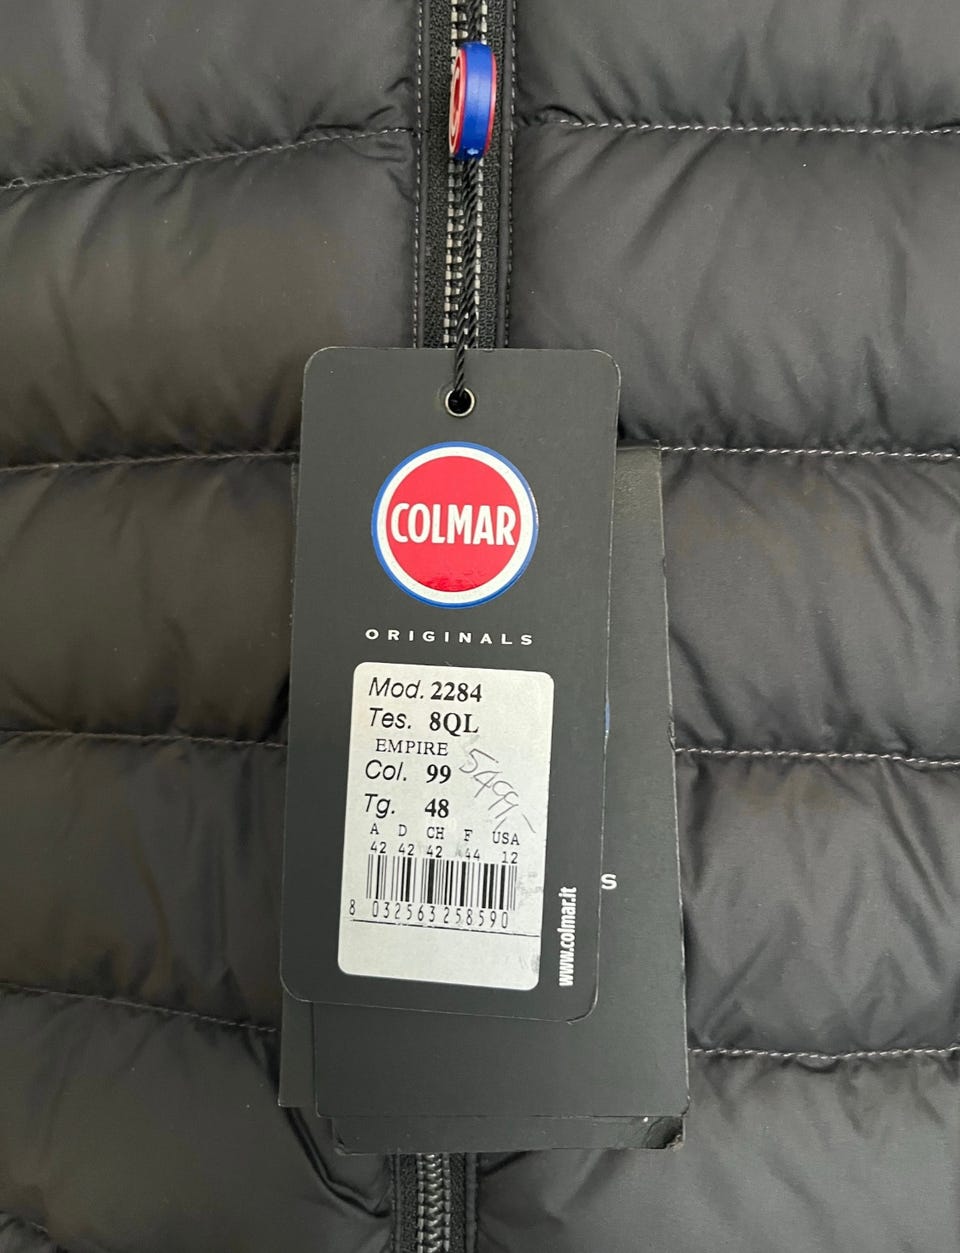 COLMAR
ORIGINALS
Mod. 2284
Tes. 8QL
EMPIRE
Col. 99
5499,-
Tg. 48
A D CH F USA
42 42 42 44 12
8 032563 258590
www.colmar.it
S